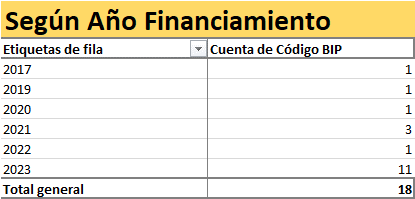 Según Año Financiamiento
Etiquetas de fila Cuenta de Código BIP
2017 1
2019 1
2020 1
2021 3
2022 1
2023 11
Total general 18